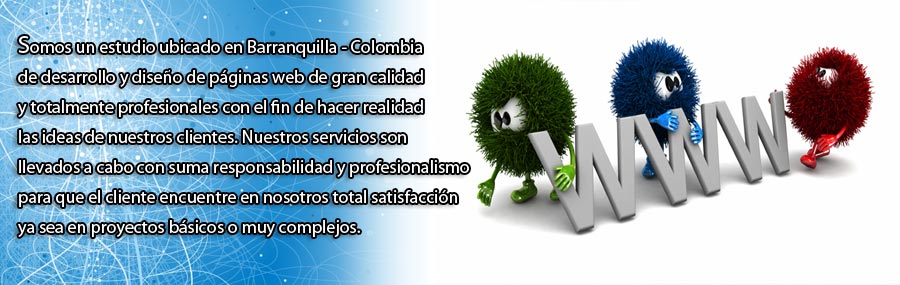 Somos un estudio ubicado en Barranquilla - Colombia
de desarrollo y diseño de páginas web de gran calidad
y totalmente profesionales con el fin de hacer realidad
las ideas de nuestros clientes. Nuestros servicios son
llevados a cabo con suma responsabilidad y profesionalismo
para que el cliente encuentre en nosotros total satisfacción
ya sea en proyectos básicos o muy complejos.
WWW